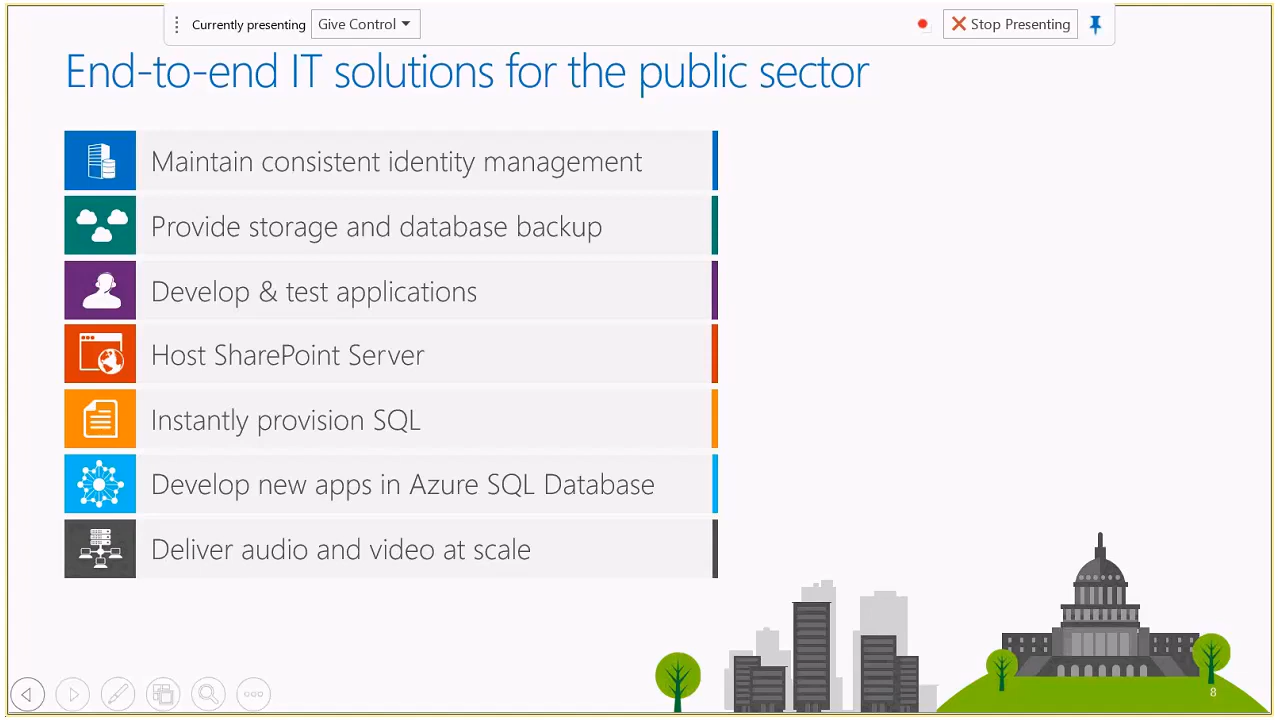 Currently presenting Give Control Stop Presenting
End-to-end IT solutions for the public sector
Maintain consistent identity management
Provide storage and database backup
Develop & test applications
Host SharePoint Server
Instantly provision SQL
Develop new apps in Azure SQL Database
Deliver audio and video at scale
8